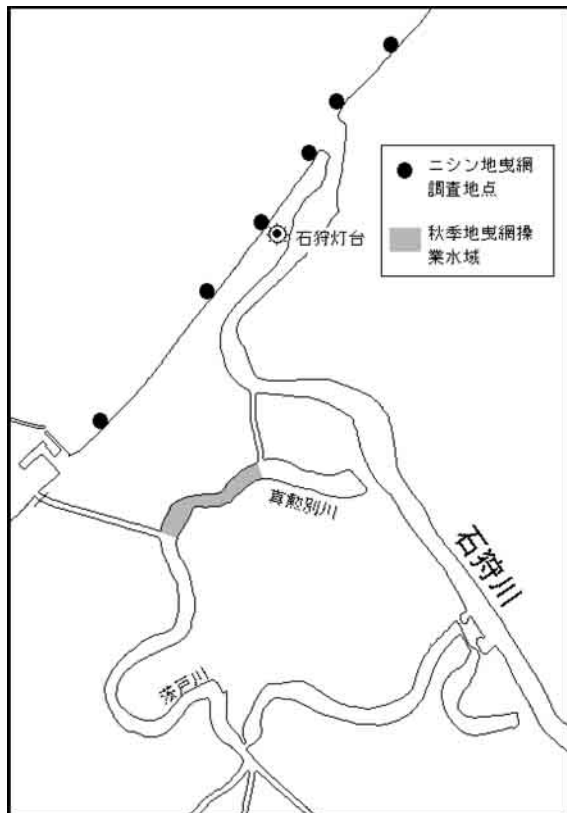 ニシン地曳網
調査地点
石狩灯台
秋季地曳網操
業水域
真勲別川
石狩川
茨戸川